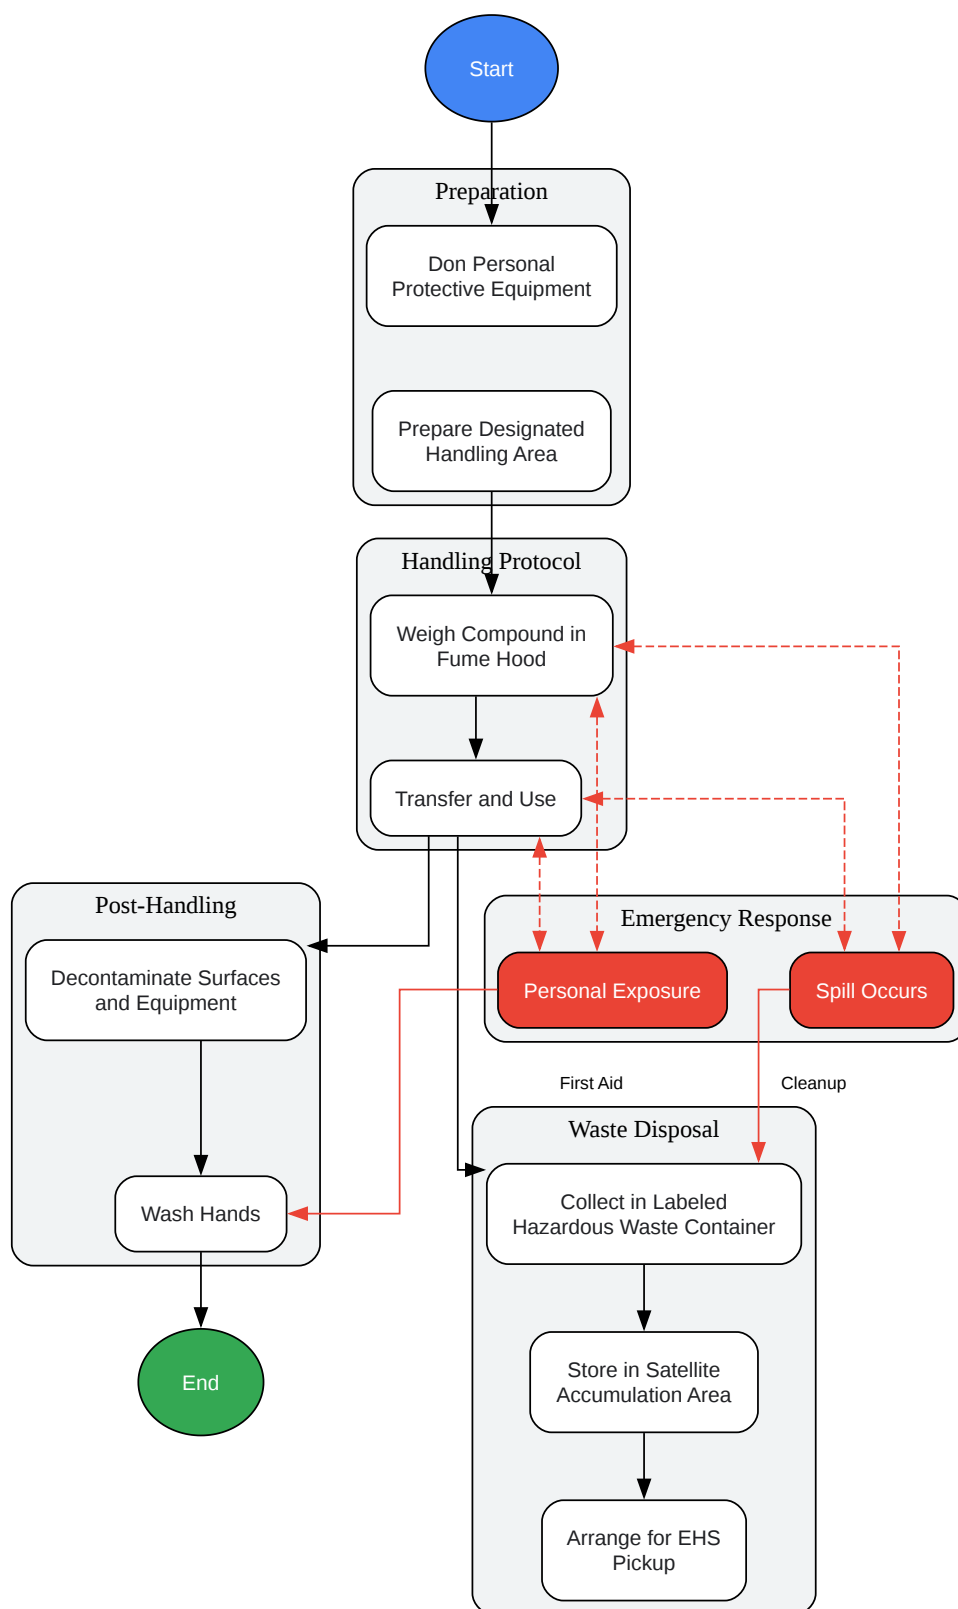 Start
Preparation
Don Personal
Protective Equipment
Prepare Designated
Handling Area
Handling Protocol
Weigh Compound in
Fume Hood
Transfer and Use
Post-Handling
Decontaminate Surfaces
and Equipment
Wash Hands
End
Emergency Response
Personal Exposure
Spill Occurs
First Aid
Cleanup
Waste Disposal
Collect in Labeled
Hazardous Waste Container
Store in Satellite
Accumulation Area
Arrange for EHS
Pickup